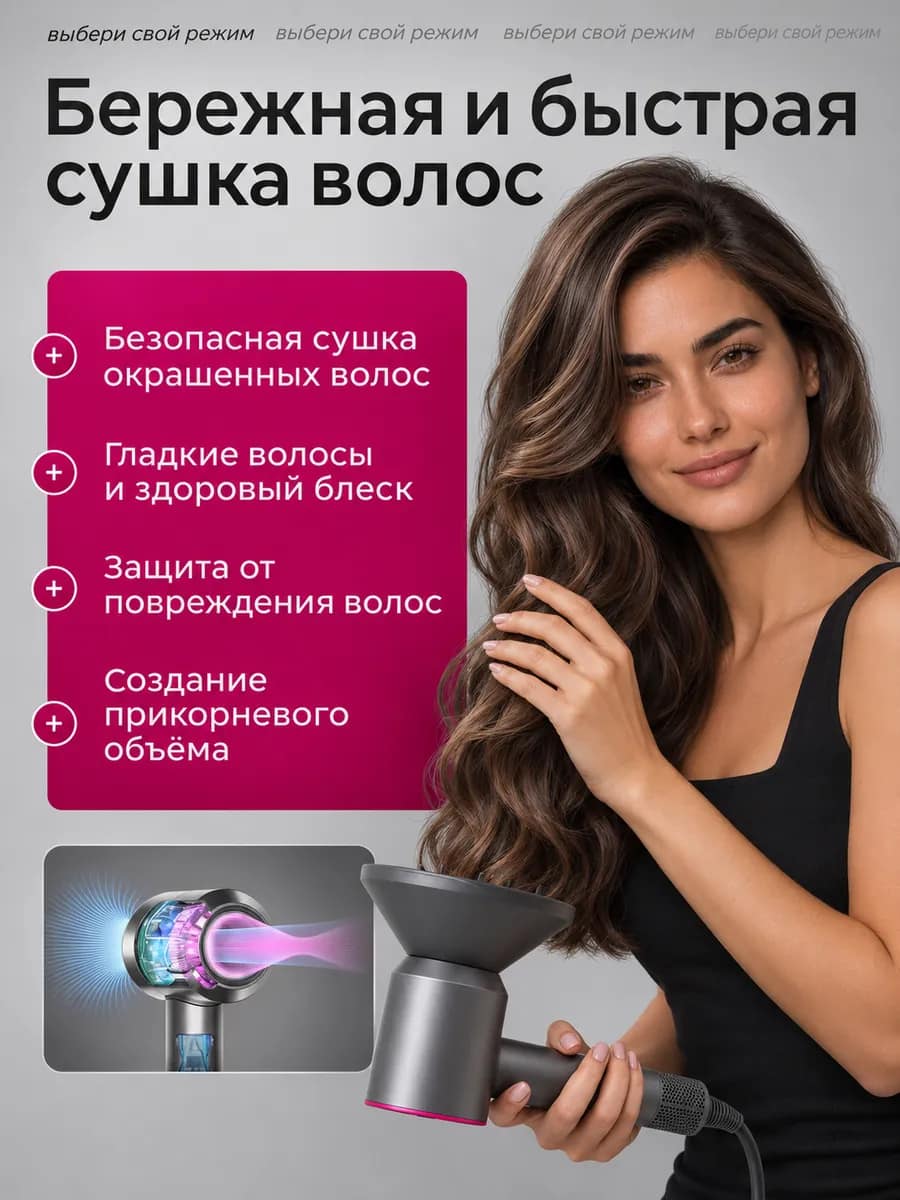 выбери свой режим выбери свой режим выбери свой режим выбери свой режим
Бережная и быстрая
сушка волос
+ Безопасная сушка
окрашенных волос
+ Гладкие волосы
и здоровый блеск
+ Защита от
повреждения волос
+ Создание
прикорневого
объёма